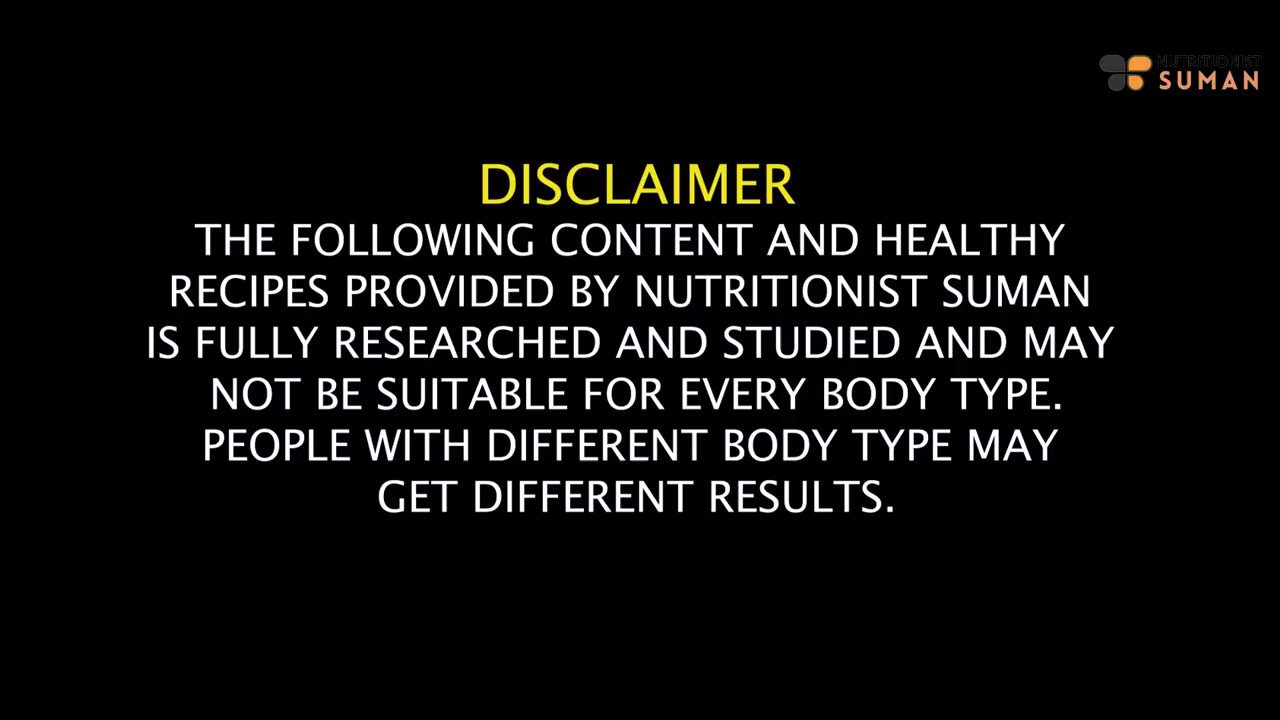 NUTRITIONIST
SUMAN
DISCLAIMER
THE FOLLOWING CONTENT AND HEALTHY
RECIPES PROVIDED BY NUTRITIONIST SUMAN
IS FULLY RESEARCHED AND STUDIED AND MAY
NOT BE SUITABLE FOR EVERY BODY TYPE.
PEOPLE WITH DIFFERENT BODY TYPE MAY
GET DIFFERENT RESULTS.